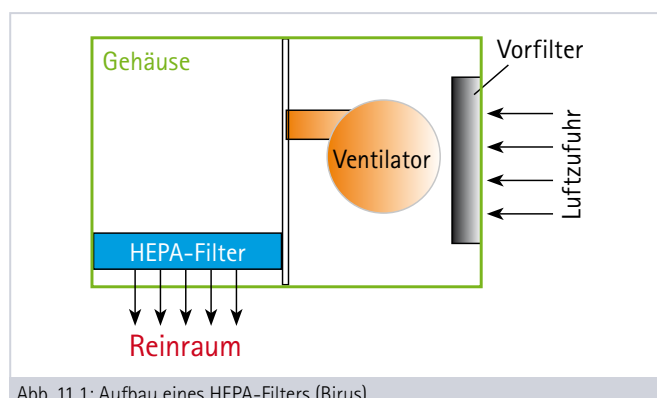 Gehäuse
Vorfilter
Ventilator
Luftzufuhr
HEPA-Filter
Reinraum
Abb. 11.1: Aufbau eines HEPA-Filters (Birus)